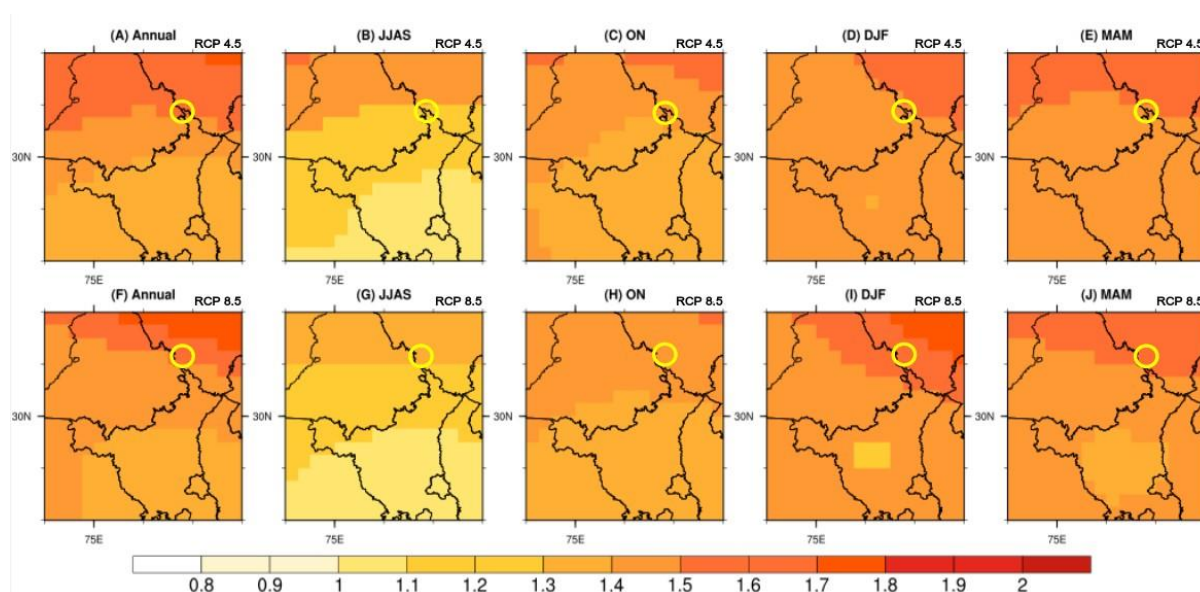 (A) Annual RCP 4.5
(B) JJAS RCP 4.5
(C) ON RCP 4.5
(D) DJF RCP 4.5
(E) MAM RCP 4.5
30N 30N 30N 30N 30N
75E 75E 75E 75E 75E
(F) Annual RCP 8.5
(G) JJAS RCP 8.5
(H) ON RCP 8.5
(I) DJF RCP 8.5
(J) MAM RCP 8.5
30N 30N 30N 30N 30N
75E 75E 75E 75E 75E
0.8 0.9 1 1.1 1.2 1.3 1.4 1.5 1.6 1.7 1.8 1.9 2